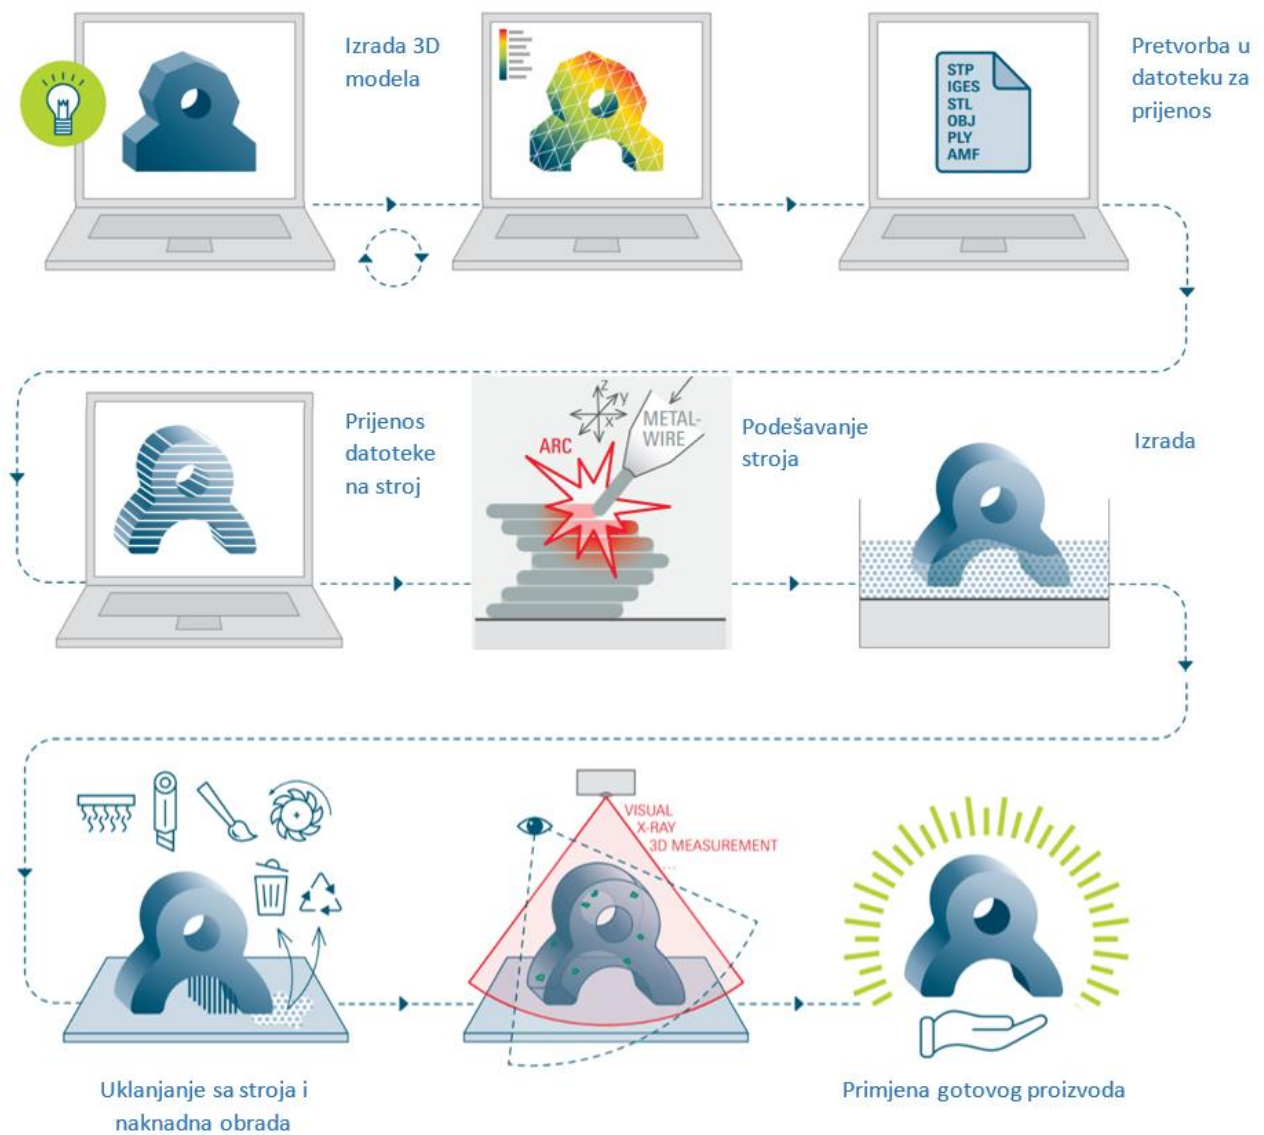 Izrada 3D
modela
STP
IGES
STL
OBJ
PLY
AMF
Pretvorba u
datoteku za
prijenos
Prijenos
datoteke
na stroj
z
y
x
METAL-
WIRE
ARC
Podešavanje
stroja
Izrada
VISUAL
X-RAY
3D MEASUREMENT
...
Uklanjanje sa stroja i
naknadna obrada
Primjena gotovog proizvoda